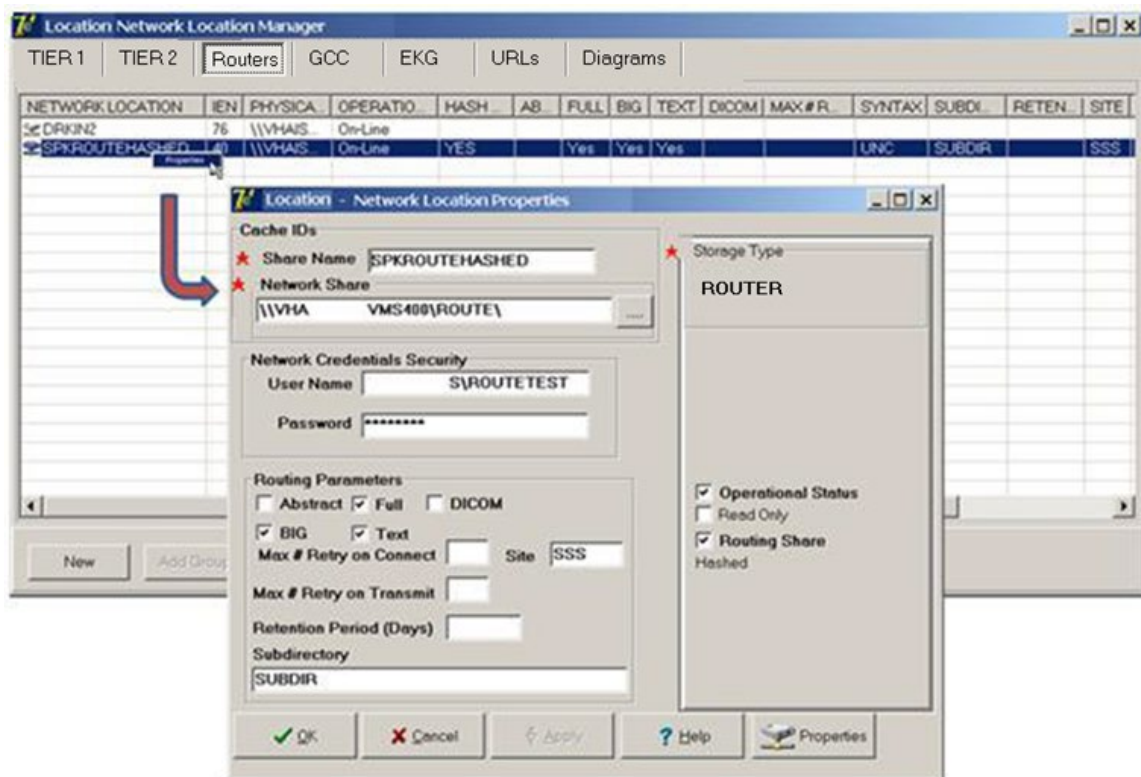 Location Network Location Manager
TIER 1 TIER 2 Routers GCC EKG URLs Diagrams
NETWORK LOCATION IEN PHYSICA... OPERATIO... HASH ... AB... FULL BIG TEXT DICOM MAX # R... SYNTAX SUBDI... RETEN... SITE
DRKIN2 76 \\VHAIS... On-Line
SPKROUTEHASHED 40 \\VHAIS... On-Line YES Yes Yes Yes UNC SUBDIR SSS
Properties
Location - Network Location Properties
Cache IDs
Share Name SPKROUTEHASHED
Network Share
\\VHA VMS400\ROUTE\
...
Storage Type
ROUTER
Network Credentials Security
User Name S\ROUTETEST
Password ********
Routing Parameters
Abstract Full DICOM
BIG Text
Max # Retry on Connect Site SSS
Max # Retry on Transmit
Retention Period (Days)
Subdirectory
SUBDIR
Operational Status
Read Only
Routing Share
Hashed
New Add Group
OK Cancel Apply ? Help Properties